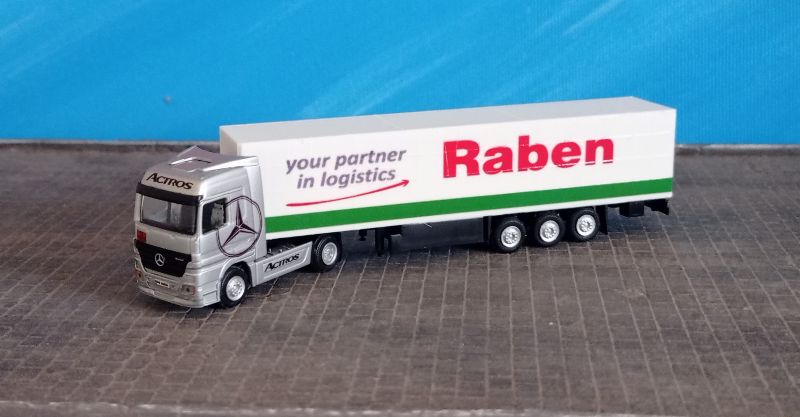 ACTROS
your partner
in logistics
Raben
ACTROS